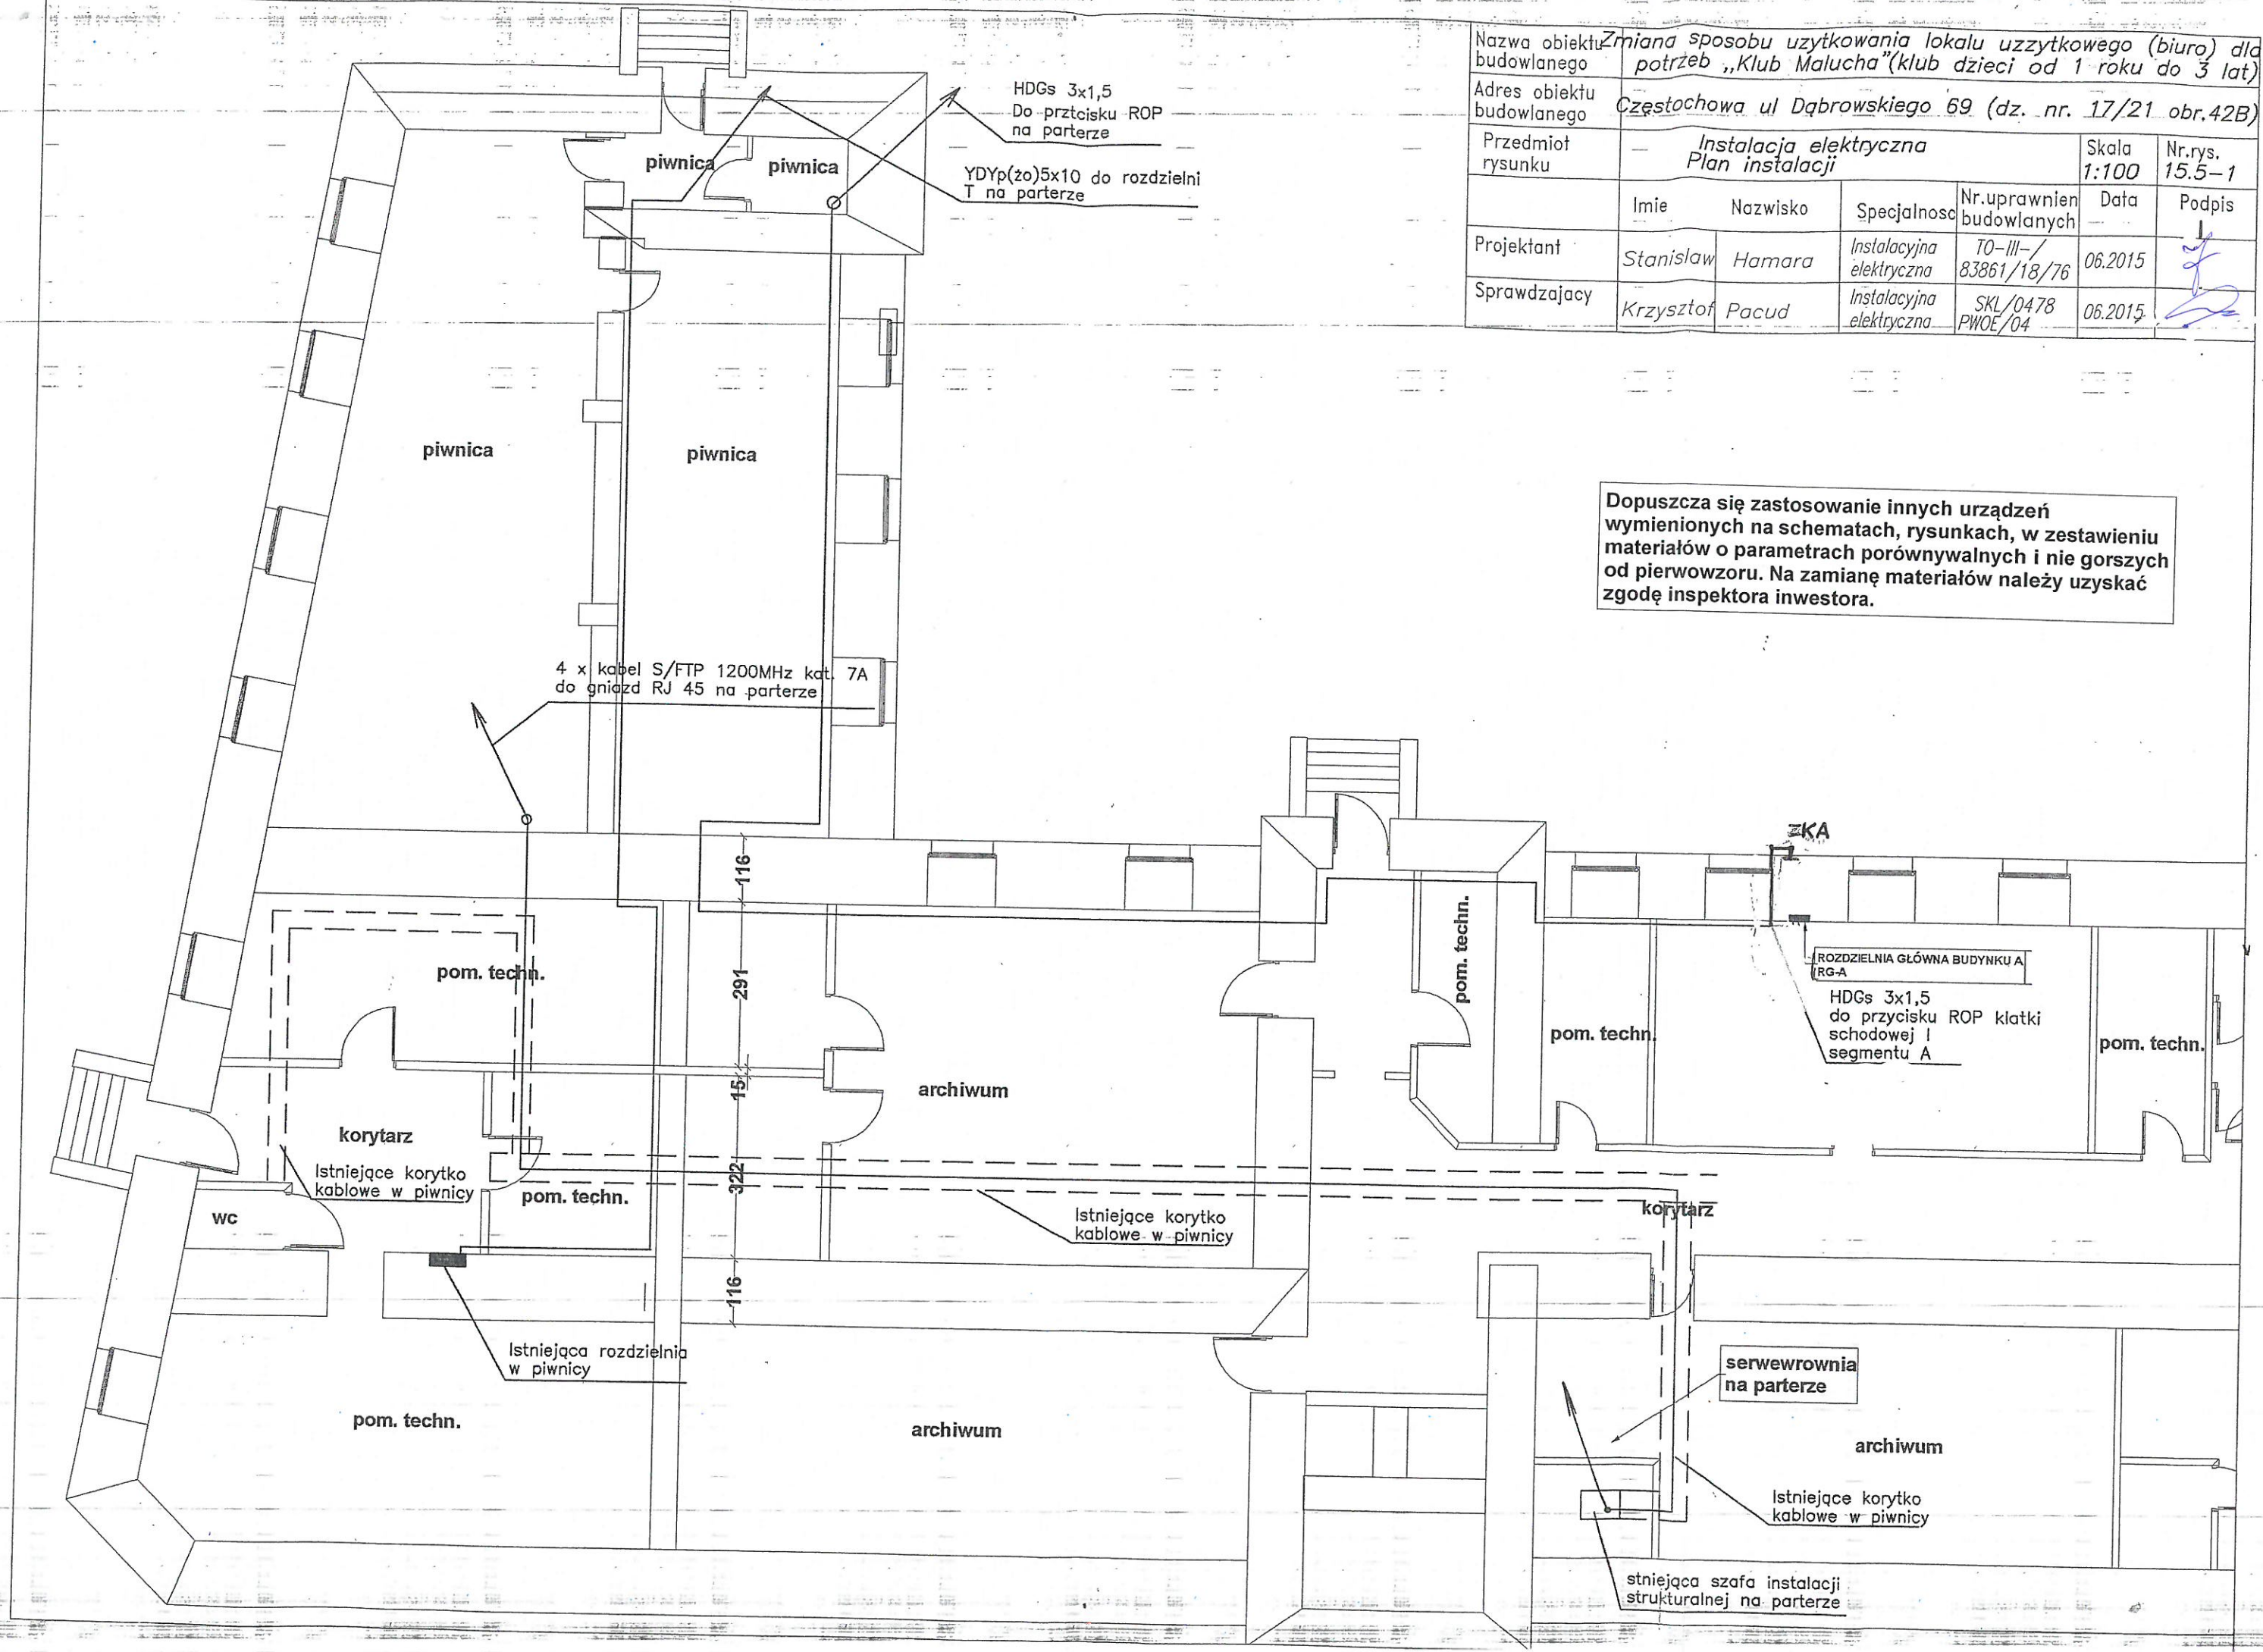 Nazwa obiektu budowlanego
Zmiana sposobu uzytkowania lokalu uzzytkowego (biuro) dla
potrzeb ,,Klub Malucha"(klub dzieci od 1 roku do 3 lat)
Adres obiektu budowlanego
Częstochowa ul Dąbrowskiego 69 (dz. nr. 17/21 obr.42B)
Przedmiot rysunku
Instalacja elektryczna
Plan instalacji
Skala
1:100
Nr.rys.
15.5-1
Imie
Nazwisko
Specjalnosc
Nr.uprawnien
budowlanych
Data
Podpis
Projektant
Stanislaw
Hamara
Instalacyjna
elektryczna
TO-III-/
83861/18/76
06.2015
Sprawdzajacy
Krzysztof
Pacud
Instalacyjna
elektryczna
SKL/0478
PWOE/04
06.2015
HDGs 3x1,5
Do prztcisku ROP
na parterze
piwnica
piwnica
YDYp(żo)5x10 do rozdzielni
T na parterze
piwnica
piwnica
Dopuszcza się zastosowanie innych urządzeń
wymienionych na schematach, rysunkach, w zestawieniu
materiałów o parametrach porównywalnych i nie gorszych
od pierwowzoru. Na zamianę materiałów należy uzyskać
zgodę inspektora inwestora.
4 x kabel S/FTP 1200MHz kat. 7A
do gniazd RJ 45 na parterze
ZKA
116
291
15
322
116
pom. techn.
pom. techn.
ROZDZIELNIA GŁÓWNA BUDYNKU A
RG-A
HDGs 3x1,5
do przycisku ROP klatki
schodowej I
segmentu A
pom. techn.
pom. techn.
archiwum
korytarz
Istniejące korytko
kablowe w piwnicy
pom. techn.
wc
Istniejące korytko
kablowe w piwnicy
korytarz
Istniejąca rozdzielnia
w piwnicy
serwewrownia
na parterze
pom. techn.
archiwum
archiwum
Istniejące korytko
kablowe w piwnicy
stniejąca szafa instalacji
strukturalnej na parterze